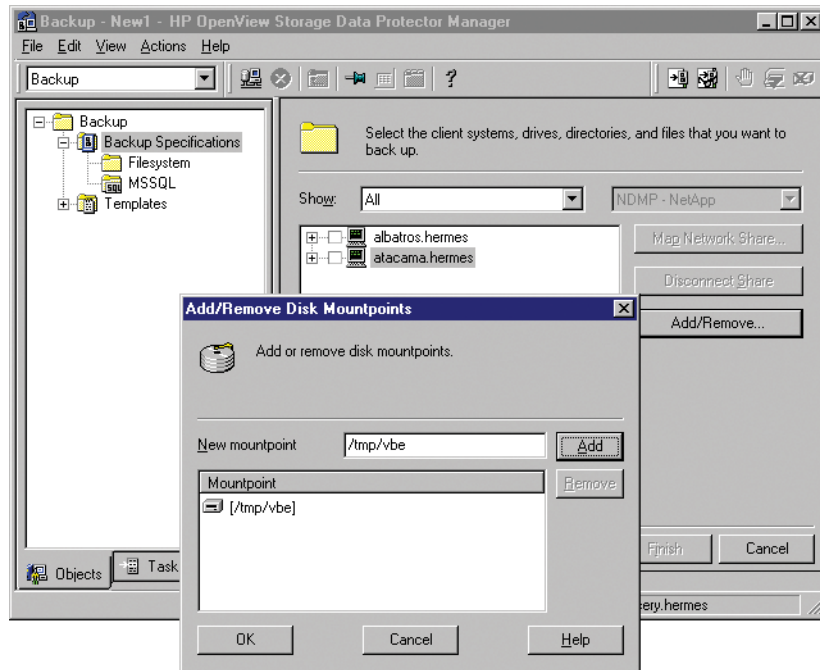 Backup - New1 - HP OpenView Storage Data Protector Manager
File Edit View Actions Help
Backup
?
Backup
Backup Specifications
Filesystem
MSSQL
Templates
Select the client systems, drives, directories, and files that you want to
back up.
Show: All NDMP - NetApp
albatros.hermes
atacama.hermes
Map Network Share...
Disconnect Share
Add/Remove...
Add/Remove Disk Mountpoints
Add or remove disk mountpoints.
New mountpoint /tmp/vbe Add
Mountpoint
Remove
[/tmp/vbe]
Finish Cancel
Objects Task
ery.hermes
OK Cancel Help